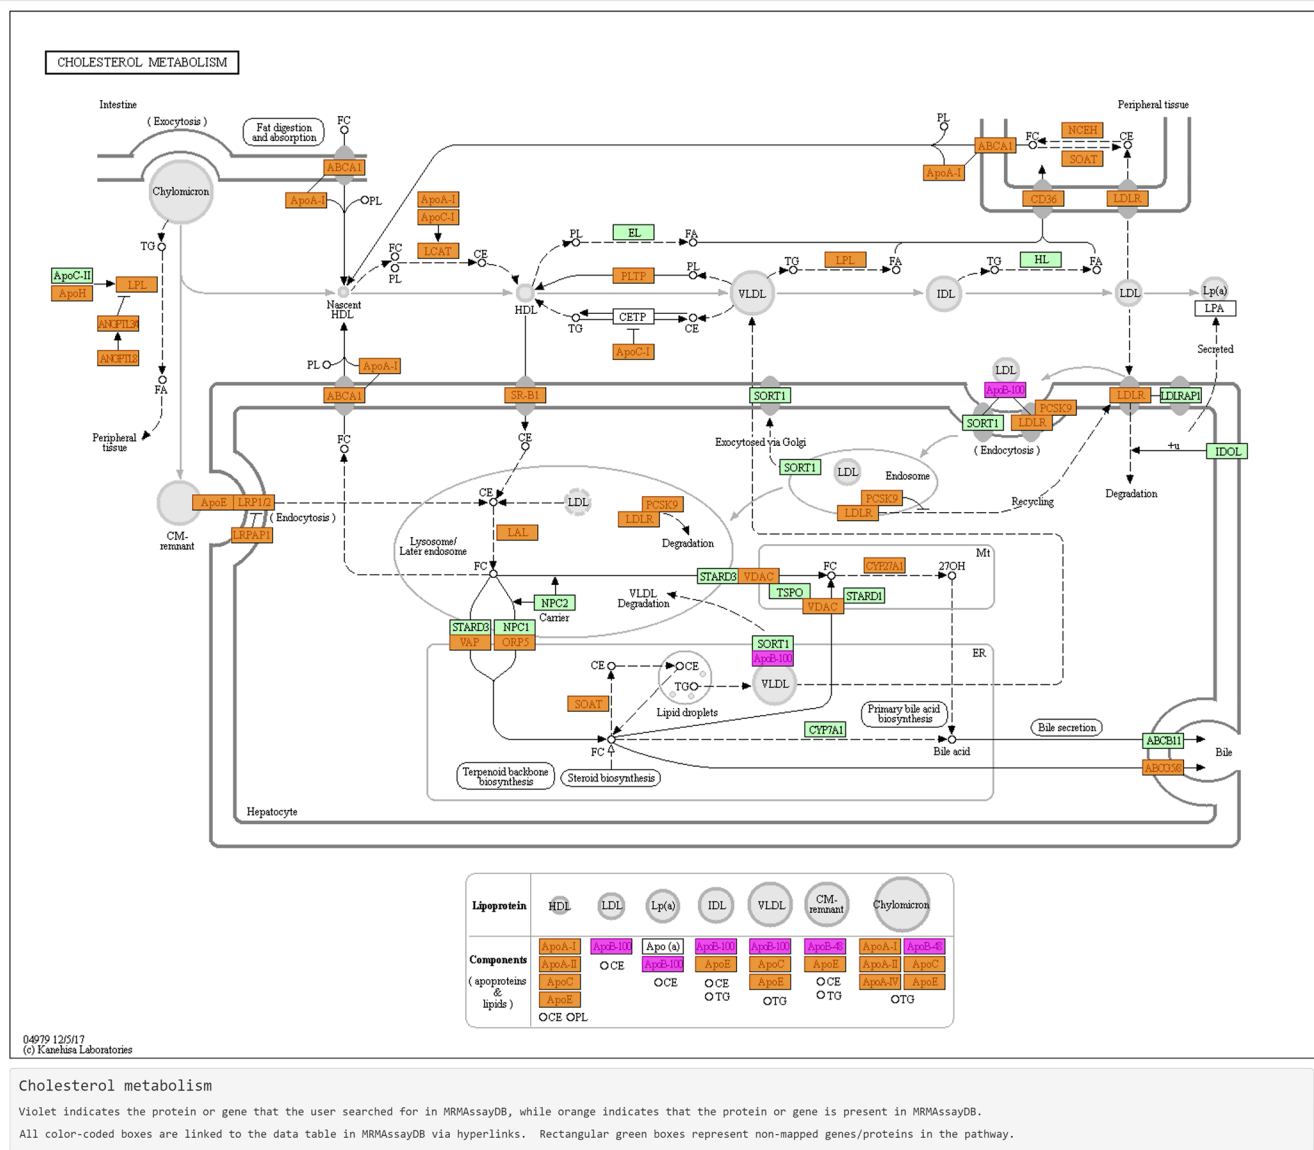 CHOLESTEROL METABOLISM
Intestine
( Exocytosis )
Fat digestion
and absorption
FC
ABCA1
ApoA-I
PL
Chylomicron
TG
ApoC-II
ApoH
LPL
ANGPTL8
FA
Peripheral
tissue
ApoA-I
ApoC-I
LCAT
FC
PL
CE
Nascent
HDL
HDL
PL
EL
FA
PLTP
PL
TG
CETP
CE
ApoC-I
VLDL
TG
LPL
FA
IDL
TG
HL
FA
LDL
Lp(a)
LPA
Secreted
Peripheral tissue
PL
ApoA-I
ABCA1
FC
NCEH
SOAT
CE
CD36
LDLR
PL
ApoA-I
ABCA1
FC
SR-B1
CE
SORT1
Exocytosed via Golgi
LDL
ApoB-100
SORT1
PCSK9
LDLR
( Endocytosis )
LDLR
LDLRAP1
+u
IDOL
Degradation
SORT1
LDL
Endosome
PCSK9
LDLR
Recycling
ApoE
LRP1/2
( Endocytosis )
LRPAP1
CM-
remnant
CE
LDL
LAL
PCSK9
LDLR
Degradation
Lysosome/
Later endosome
FC
STARD3
VDAC
NPC2
Carrier
STARD3
NPC1
VAP
ORP5
VLDL
Degradation
Mt
FC
CYP27A1
27OH
TSPO
STARD1
VDAC
SORT1
ApoB-100
VLDL
ER
CE
CE
TG
Lipid droplets
SOAT
FC
CYP7A1
Primary bile acid
biosynthesis
Bile acid
Bile secretion
ABCB11
ABCG5/8
Bile
Terpenoid backbone
biosynthesis
Steroid biosynthesis
Hepatocyte
Lipoprotein
HDL
LDL
Lp(a)
IDL
VLDL
CM-
remnant
Chylomicron
Components
( apoproteins
&
lipids )
ApoA-I
ApoA-II
ApoC
ApoE
CE PL
ApoB-100
CE
Apo (a)
ApoB-100
CE
ApoB-100
ApoE
CE
TG
ApoB-100
ApoC
ApoE
TG
ApoB-48
ApoE
CE
TG
ApoA-I ApoB-48
ApoA-II ApoC
ApoA-IV ApoE
TG
04979 12/5/17
(c) Kanehisa Laboratories
Cholesterol metabolism
Violet indicates the protein or gene that the user searched for in MRMAssayDB, while orange indicates that the protein or gene is present in MRMAssayDB.
All color-coded boxes are linked to the data table in MRMAssayDB via hyperlinks. Rectangular green boxes represent non-mapped genes/proteins in the pathway.